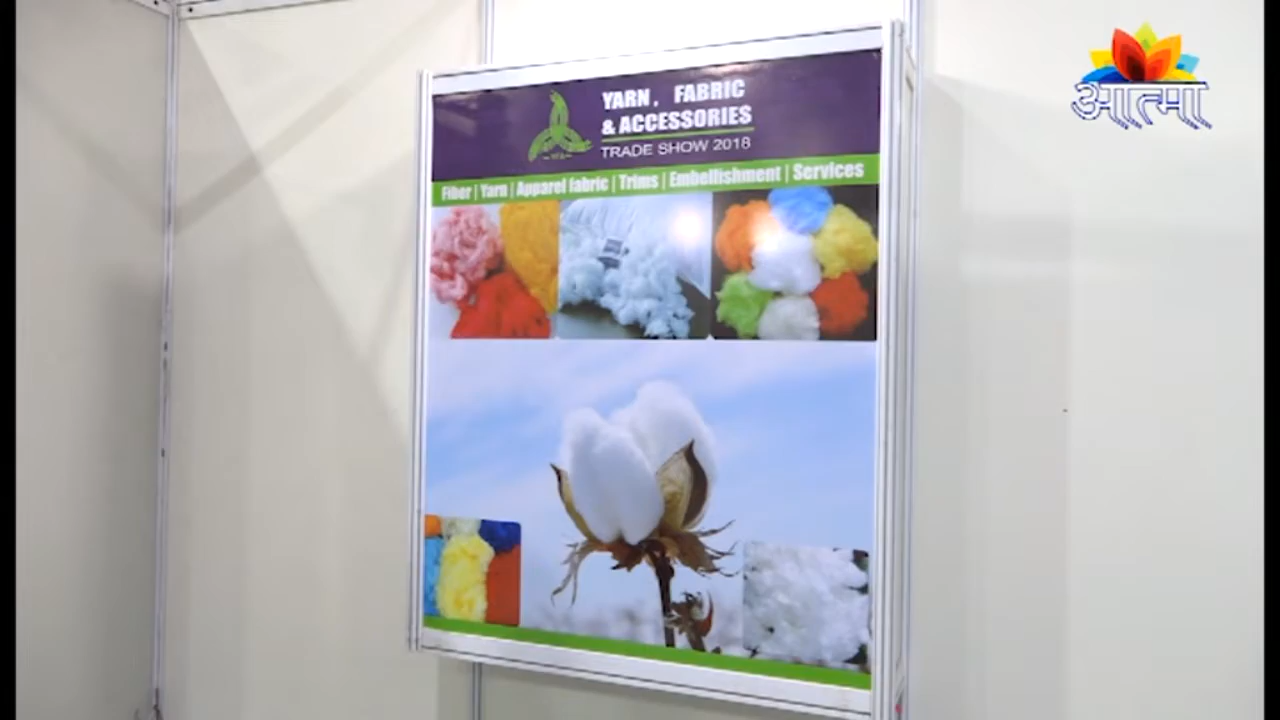 YARN, FABRIC
& ACCESSORIES
TRADE SHOW 2018
Fiber | Yarn | Apparel fabric | Trims | Embellishment | Services
आत्मा